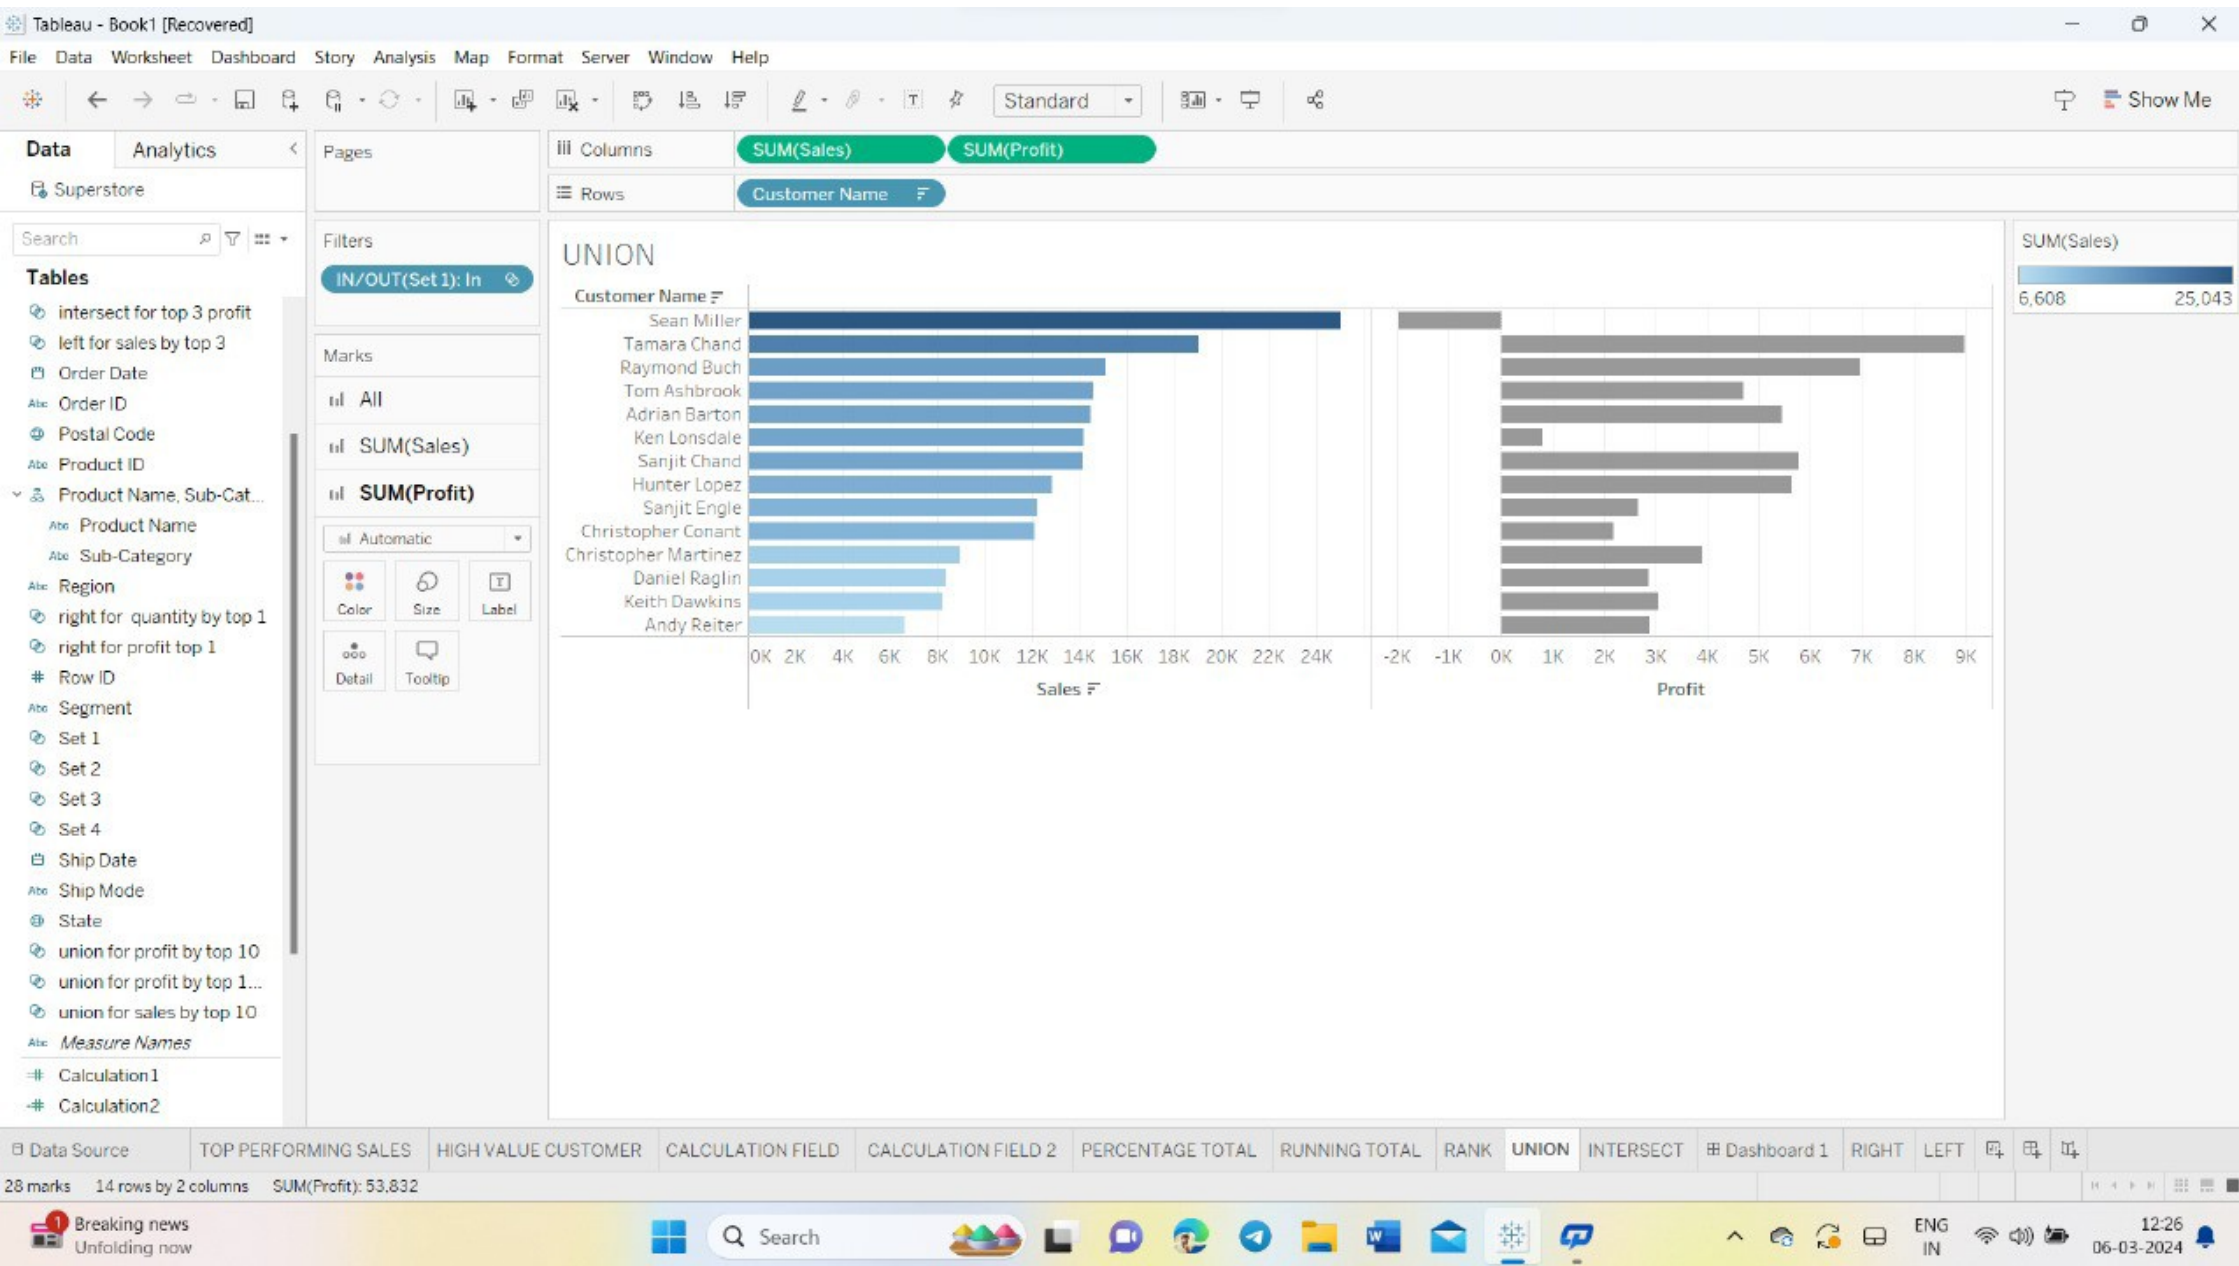 Tableau - Book1 [Recovered]
File Data Worksheet Dashboard Story Analysis Map Format Server Window Help
Standard
Show Me
Data Analytics
Superstore
Search
Tables
intersect for top 3 profit
left for sales by top 3
Order Date
Abc Order ID
Postal Code
Abc Product ID
Product Name, Sub-Cat...
Abc Product Name
Abc Sub-Category
Abc Region
right for quantity by top 1
right for profit top 1
# Row ID
Abc Segment
Set 1
Set 2
Set 3
Set 4
Ship Date
Abc Ship Mode
State
union for profit by top 10
union for profit by top 1...
union for sales by top 10
Abc Measure Names
=# Calculation1
=# Calculation2
Pages
Filters
IN/OUT(Set 1): In
Marks
All
SUM(Sales)
SUM(Profit)
Automatic
Color Size Label
Detail Tooltip
Columns SUM(Sales) SUM(Profit)
Rows Customer Name
UNION
Customer Name
Sean Miller
Tamara Chand
Raymond Buch
Tom Ashbrook
Adrian Barton
Ken Lonsdale
Sanjit Chand
Hunter Lopez
Sanjit Engle
Christopher Conant
Christopher Martinez
Daniel Raglin
Keith Dawkins
Andy Reiter
0K 2K 4K 6K 8K 10K 12K 14K 16K 18K 20K 22K 24K -2K -1K 0K 1K 2K 3K 4K 5K 6K 7K 8K 9K
Sales Profit
SUM(Sales)
6,608 25,043
Data Source TOP PERFORMING SALES HIGH VALUE CUSTOMER CALCULATION FIELD CALCULATION FIELD 2 PERCENTAGE TOTAL RUNNING TOTAL RANK UNION INTERSECT Dashboard 1 RIGHT LEFT
28 marks 14 rows by 2 columns SUM(Profit): 53,832
1
Breaking news
Unfolding now
Search
ENG
IN
12:26
06-03-2024